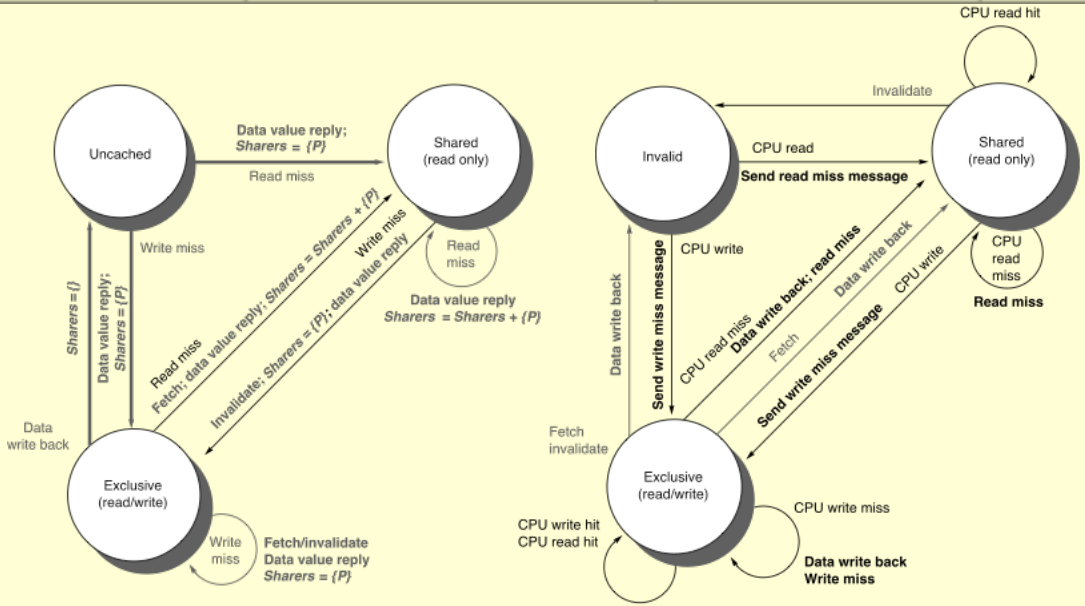 Uncached
Data value reply;
Sharers = {P}
Read miss
Shared
(read only)
Write miss
Sharers={}
Data value reply;
Sharers={P}
Read miss
Fetch; data value reply; Sharers = Sharers + {P}
Write miss
Invalidate; Sharers = {P}; data value reply
Read
miss
Data value reply
Sharers = Sharers + {P}
Data
write back
Exclusive
(read/write)
Write
miss
Fetch/invalidate
Data value reply
Sharers = {P}
CPU read hit
Invalidate
Invalid
CPU read
Send read miss message
Shared
(read only)
CPU write
Send write miss message
Data write back
CPU read miss
Data write back; read miss
Fetch
Data write back
CPU write
Send write miss message
CPU
read
miss
Read miss
Fetch
invalidate
Exclusive
(read/write)
CPU write hit
CPU read hit
CPU write miss
Data write back
Write miss